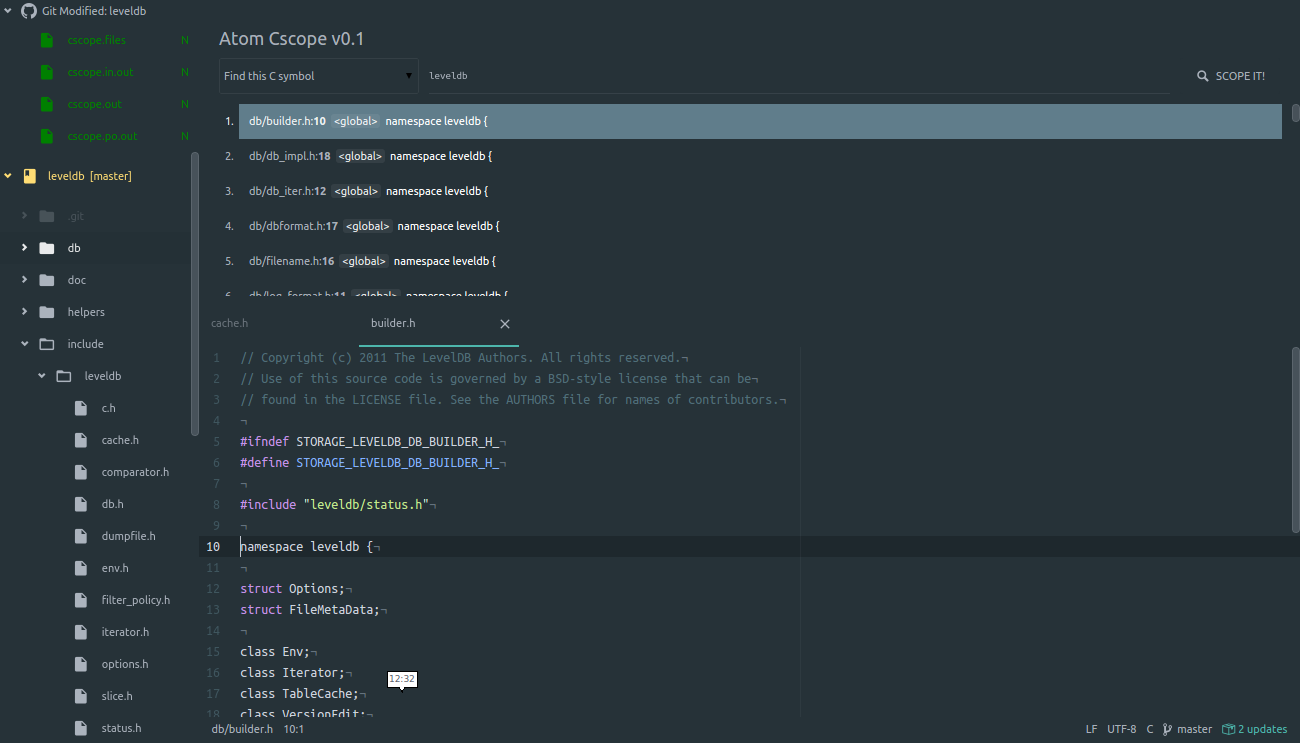 Git Modified: leveldb
cscope.files N
cscope.in.out N
cscope.out N
cscope.po.out N
leveldb [master]
.git
db
doc
helpers
include
leveldb
c.h
cache.h
comparator.h
db.h
dumpfile.h
env.h
filter_policy.h
iterator.h
options.h
slice.h
status.h
Atom Cscope v0.1
Find this C symbol
leveldb
SCOPE IT!
1. db/builder.h:10 <global> namespace leveldb {
2. db/db_impl.h:18 <global> namespace leveldb {
3. db/db_iter.h:12 <global> namespace leveldb {
4. db/dbformat.h:17 <global> namespace leveldb {
5. db/filename.h:16 <global> namespace leveldb {
6. db/log_format.h:11 <global> namespace leveldb {
cache.h
builder.h
1 // Copyright (c) 2011 The LevelDB Authors. All rights reserved.¬
2 // Use of this source code is governed by a BSD-style license that can be¬
3 // found in the LICENSE file. See the AUTHORS file for names of contributors.¬
4 ¬
5 #ifndef STORAGE_LEVELDB_DB_BUILDER_H_¬
6 #define STORAGE_LEVELDB_DB_BUILDER_H_¬
7 ¬
8 #include "leveldb/status.h"¬
9 ¬
10 namespace leveldb {¬
11 ¬
12 struct Options;¬
13 struct FileMetaData;¬
14 ¬
15 class Env;¬
16 class Iterator;¬
12:32
17 class TableCache;¬
18 class VersionEdit;¬
db/builder.h 10:1
LF UTF-8 C master 2 updates